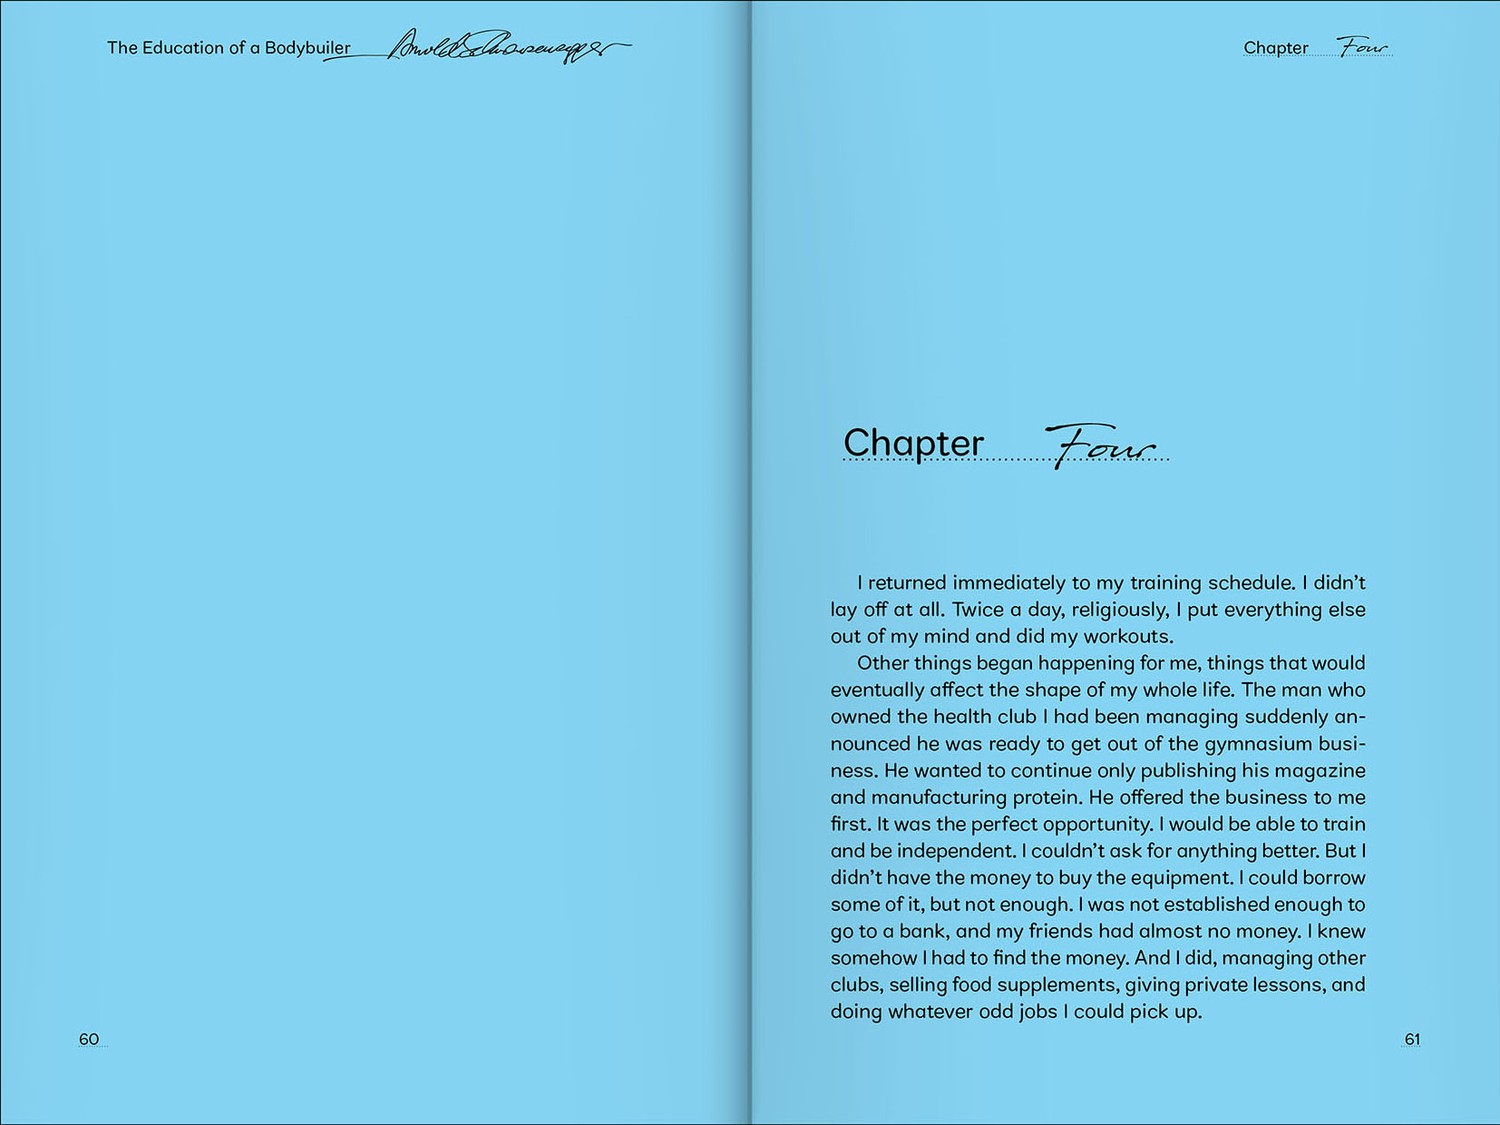 The Education of a Bodybuiler Arnold Schwarzenegger
Chapter Four
Chapter Four
I returned immediately to my training schedule. I didn’t
lay off at all. Twice a day, religiously, I put everything else
out of my mind and did my workouts.
Other things began happening for me, things that would
eventually affect the shape of my whole life. The man who
owned the health club I had been managing suddenly an-
nounced he was ready to get out of the gymnasium busi-
ness. He wanted to continue only publishing his magazine
and manufacturing protein. He offered the business to me
first. It was the perfect opportunity. I would be able to train
and be independent. I couldn’t ask for anything better. But I
didn’t have the money to buy the equipment. I could borrow
some of it, but not enough. I was not established enough to
go to a bank, and my friends had almost no money. I knew
somehow I had to find the money. And I did, managing other
clubs, selling food supplements, giving private lessons, and
doing whatever odd jobs I could pick up.
60
61